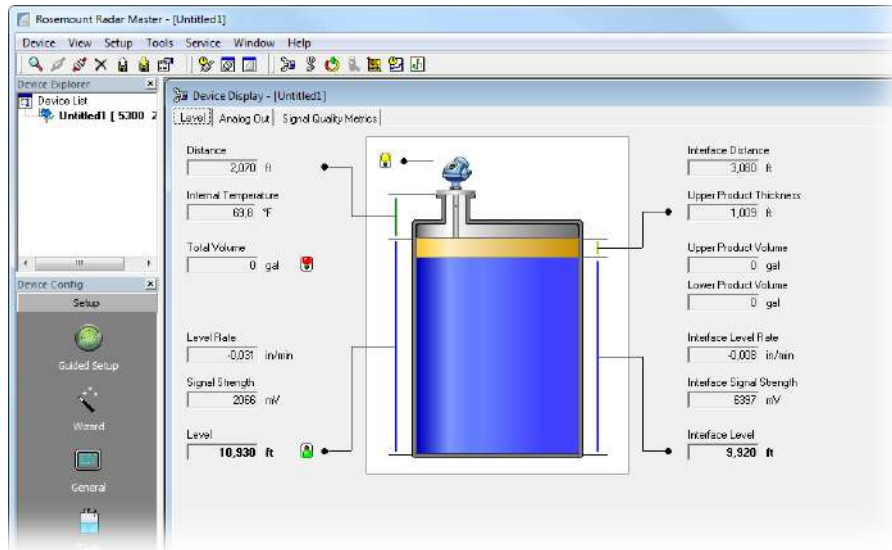 Rosemount Radar Master - [Untitled1]
Device View Setup Tools Service Window Help
Device Explorer
Device List
Untitled1 [ 5300 2
Device Config
Setup
Guided Setup
Wizard
General
Device Display - [Untitled1]
Level Analog Out Signal Quality Metrics
Distance
2,070 ft
Internal Temperature
69,8 °F
Total Volume
0 gal
Level Rate
-0,031 in/min
Signal Strength
2066 mV
Level
10,930 ft
Interface Distance
3,080 ft
Upper Product Thickness
1,009 ft
Upper Product Volume
0 gal
Lower Product Volume
0 gal
Interface Level Rate
-0,008 in/min
Interface Signal Strength
6397 mV
Interface Level
9,920 ft